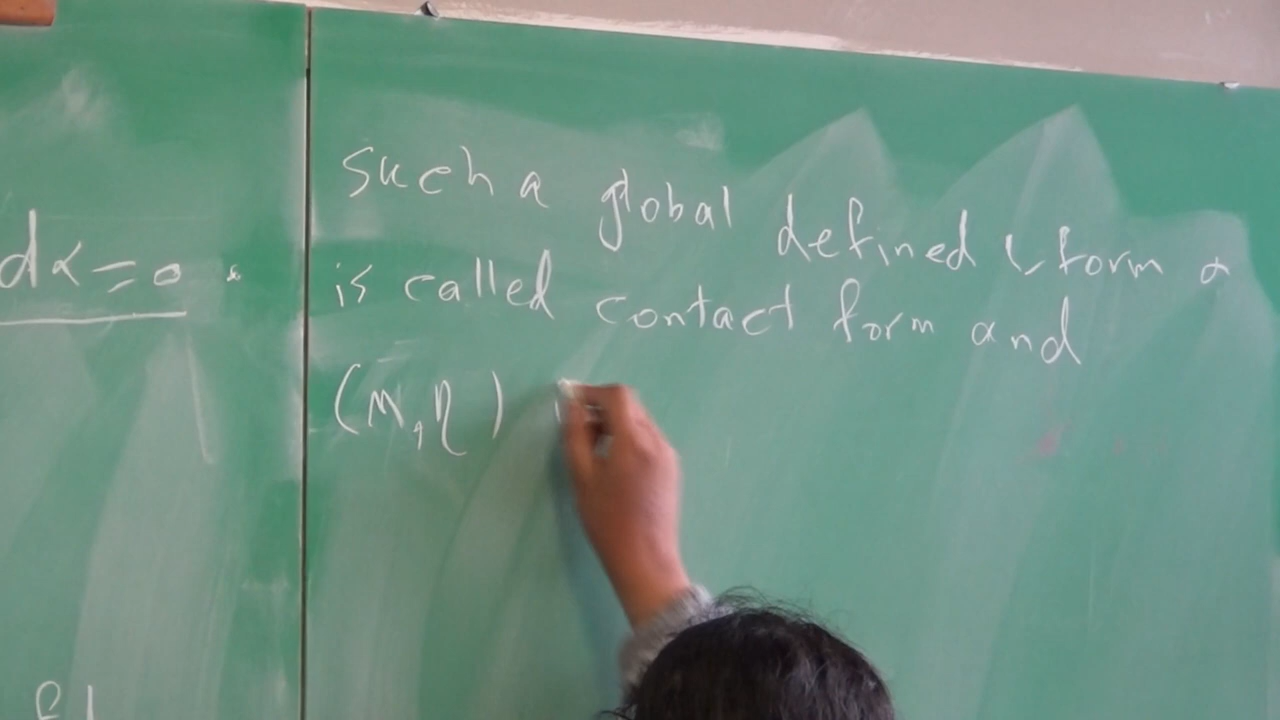 dα = 0.
such a global defined 1-form α
is called contact form and
(M, η)